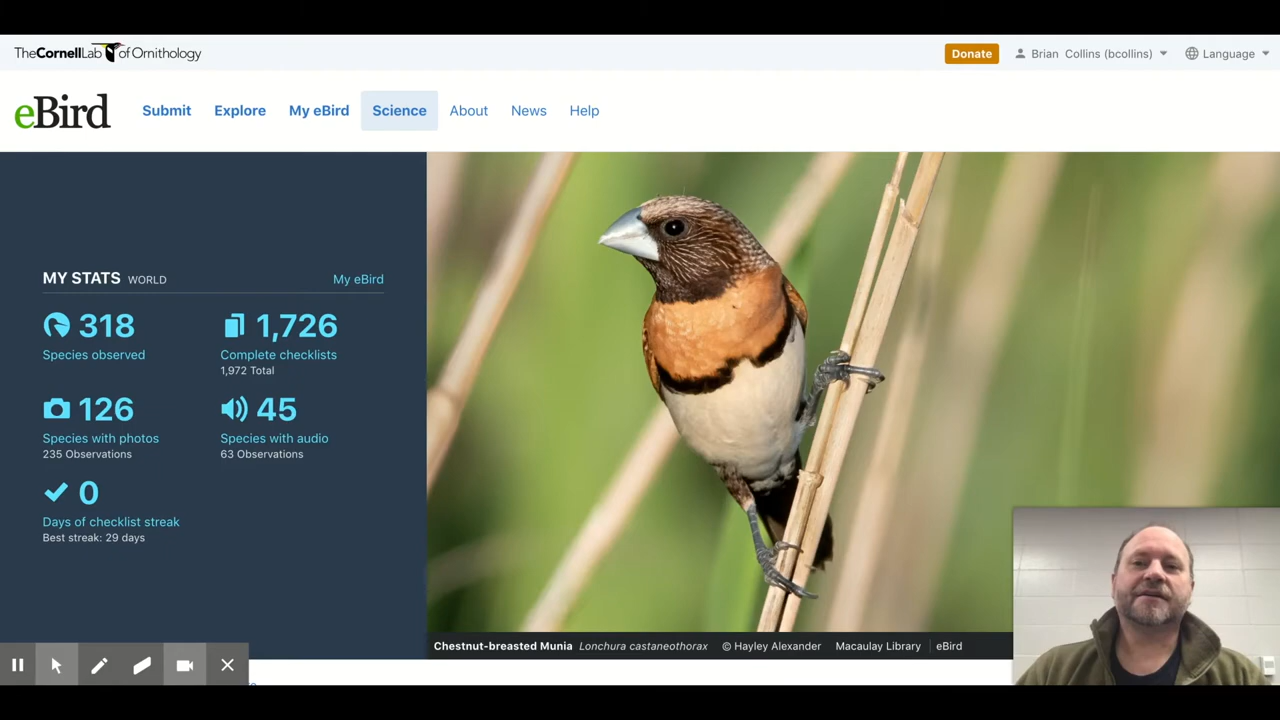 TheCornellLab of Ornithology
Donate Brian Collins (bcollins) Language
eBird Submit Explore My eBird Science About News Help
MY STATS WORLD My eBird
318 1,726
Species observed Complete checklists
1,972 Total
126 45
Species with photos Species with audio
235 Observations 63 Observations
0
Days of checklist streak
Best streak: 29 days
Chestnut-breasted Munia Lonchura castaneothorax © Hayley Alexander Macaulay Library eBird